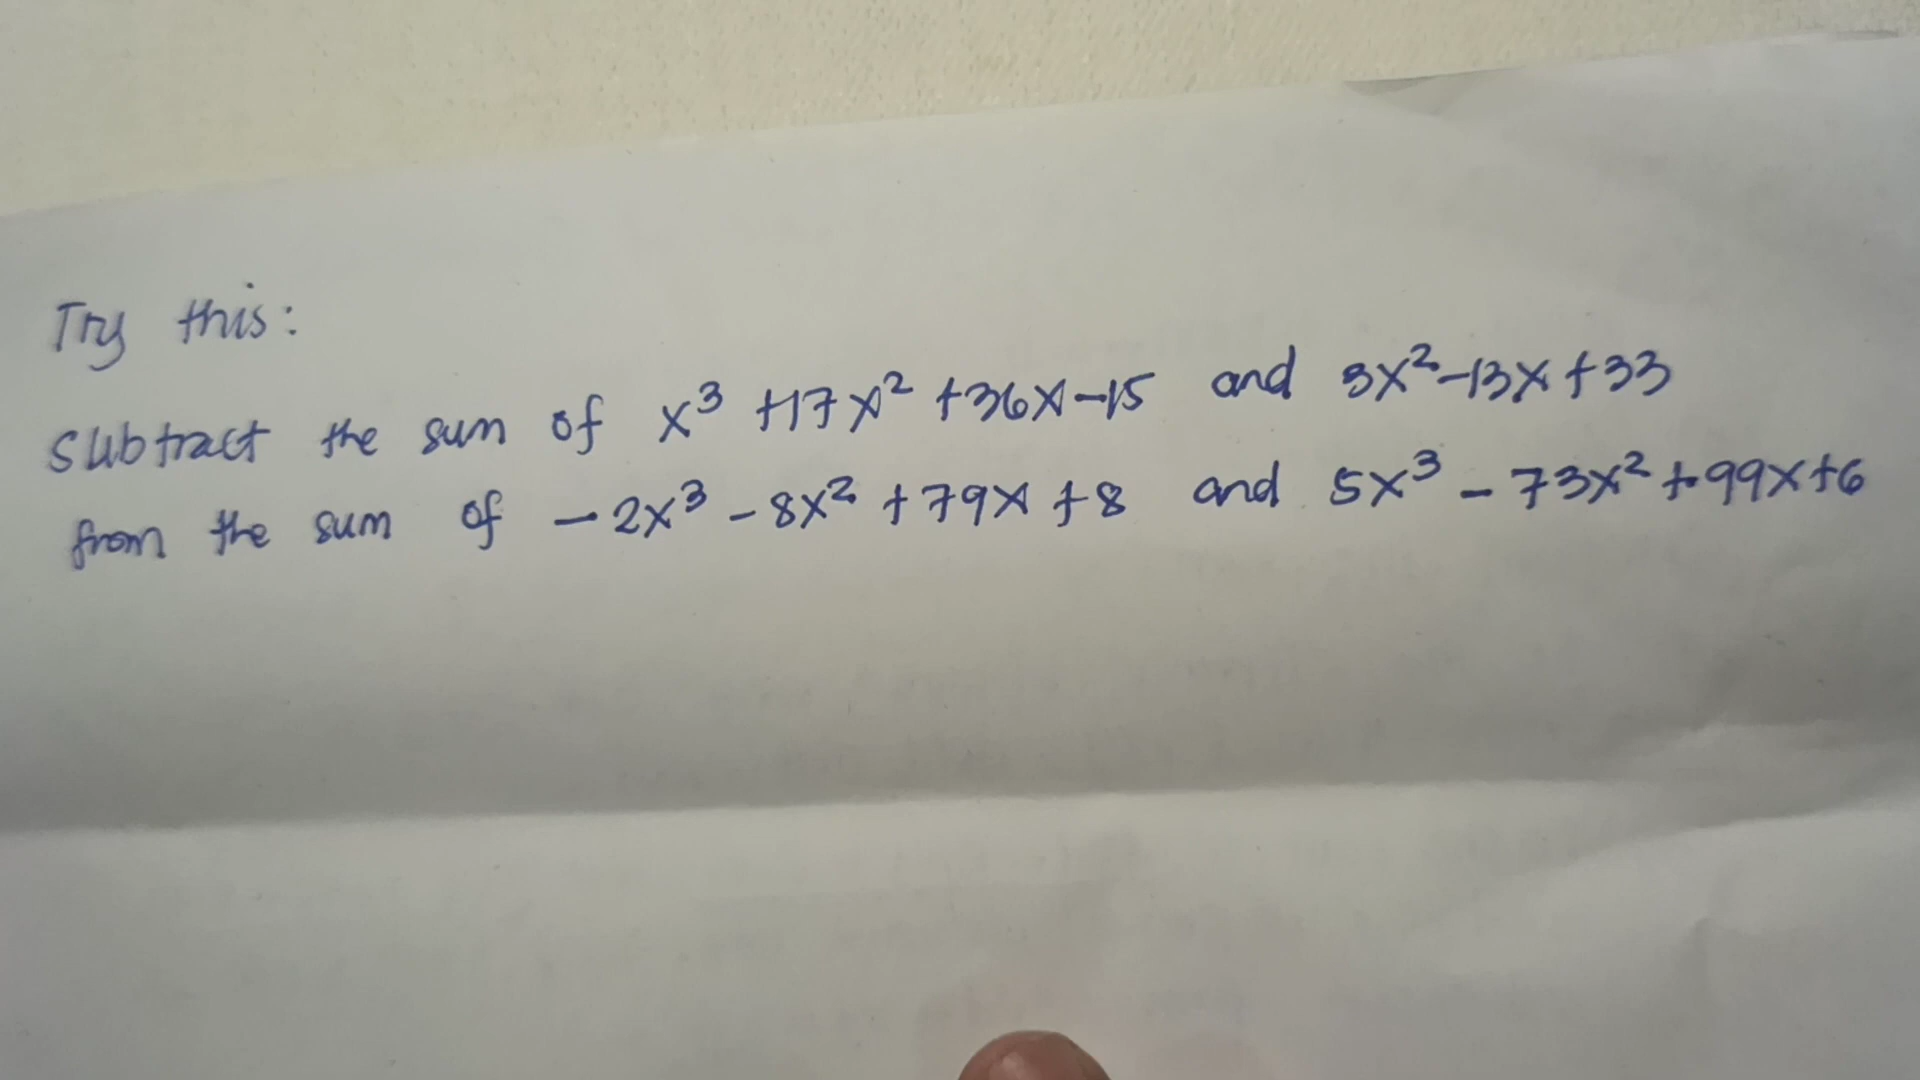 Try this:
Subtract the sum of x³ +17x² +36x-15 and 3x²-13x+33
from the sum of -2x³ -8x² +79x +8 and 5x³ - 73x² +99x+6